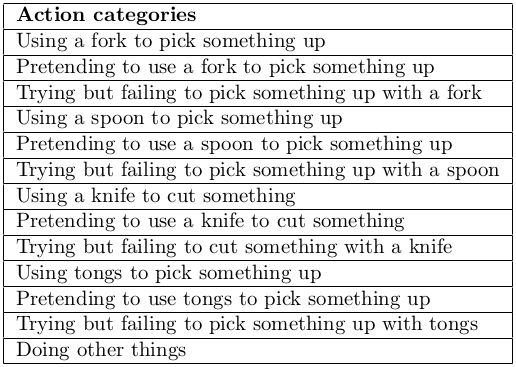 Action categories
Using a fork to pick something up
Pretending to use a fork to pick something up
Trying but failing to pick something up with a fork
Using a spoon to pick something up
Pretending to use a spoon to pick something up
Trying but failing to pick something up with a spoon
Using a knife to cut something
Pretending to use a knife to cut something
Trying but failing to cut something with a knife
Using tongs to pick something up
Pretending to use tongs to pick something up
Trying but failing to pick something up with tongs
Doing other things